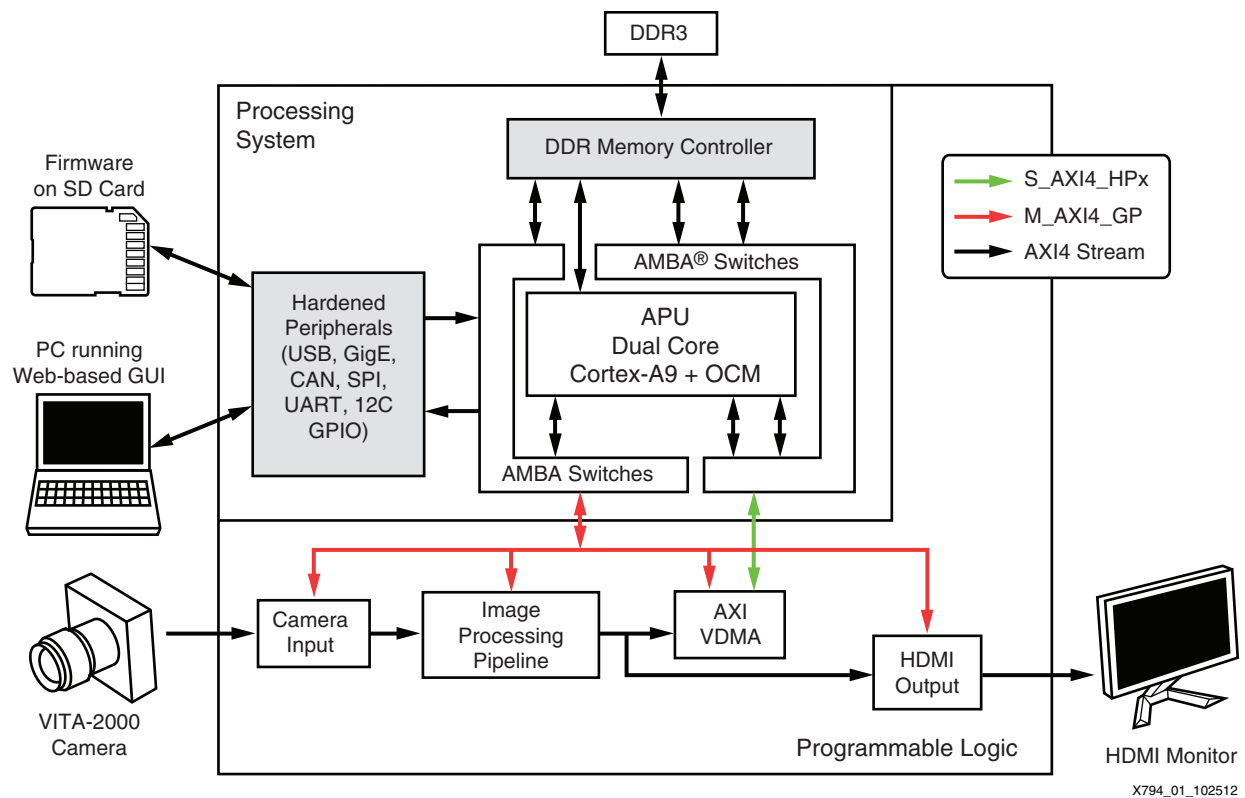 DDR3
Processing
System
DDR Memory Controller
Firmware
on SD Card
S_AXI4_HPx
M_AXI4_GP
AXI4 Stream
AMBA® Switches
Hardened
Peripherals
(USB, GigE,
CAN, SPI,
UART, 12C
GPIO)
APU
Dual Core
Cortex-A9 + OCM
PC running
Web-based GUI
AMBA Switches
Camera
Input
Image
Processing
Pipeline
AXI
VDMA
HDMI
Output
VITA-2000
Camera
Programmable Logic
HDMI Monitor
X794_01_102512